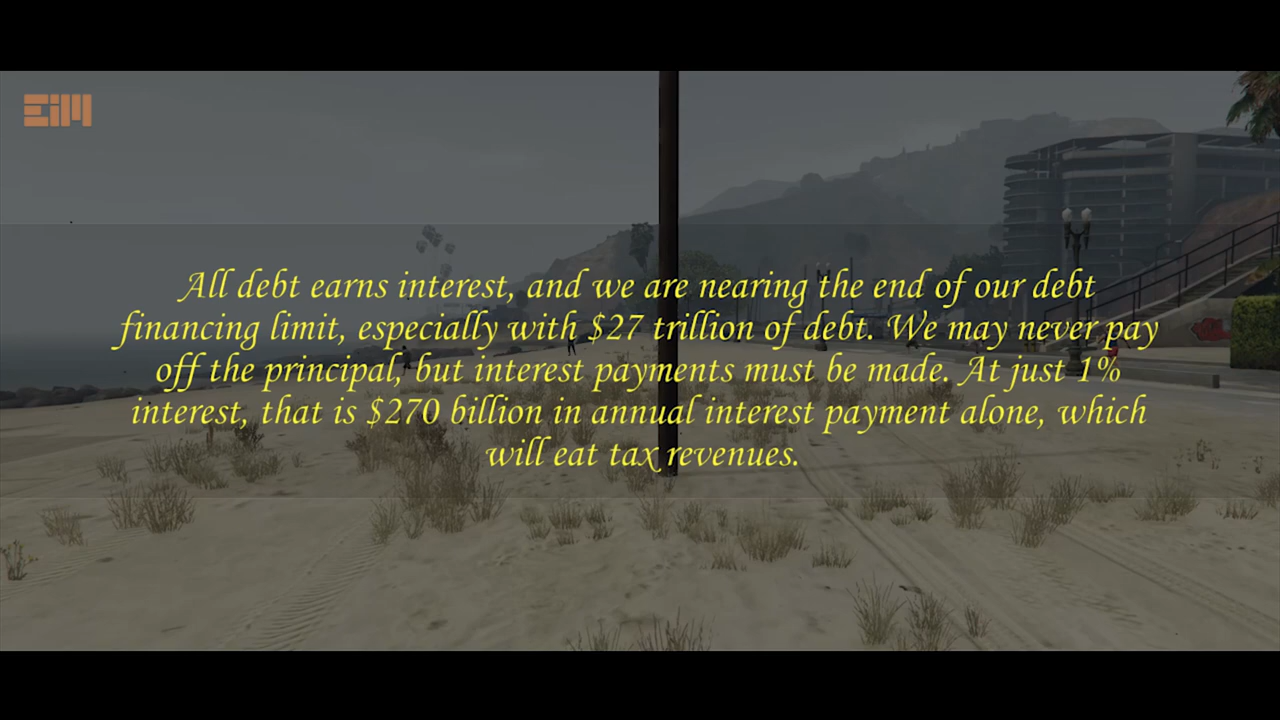 EiM
All debt earns interest, and we are nearing the end of our debt
financing limit, especially with $27 trillion of debt. We may never pay
off the principal, but interest payments must be made. At just 1%
interest, that is $270 billion in annual interest payment alone, which
will eat tax revenues.